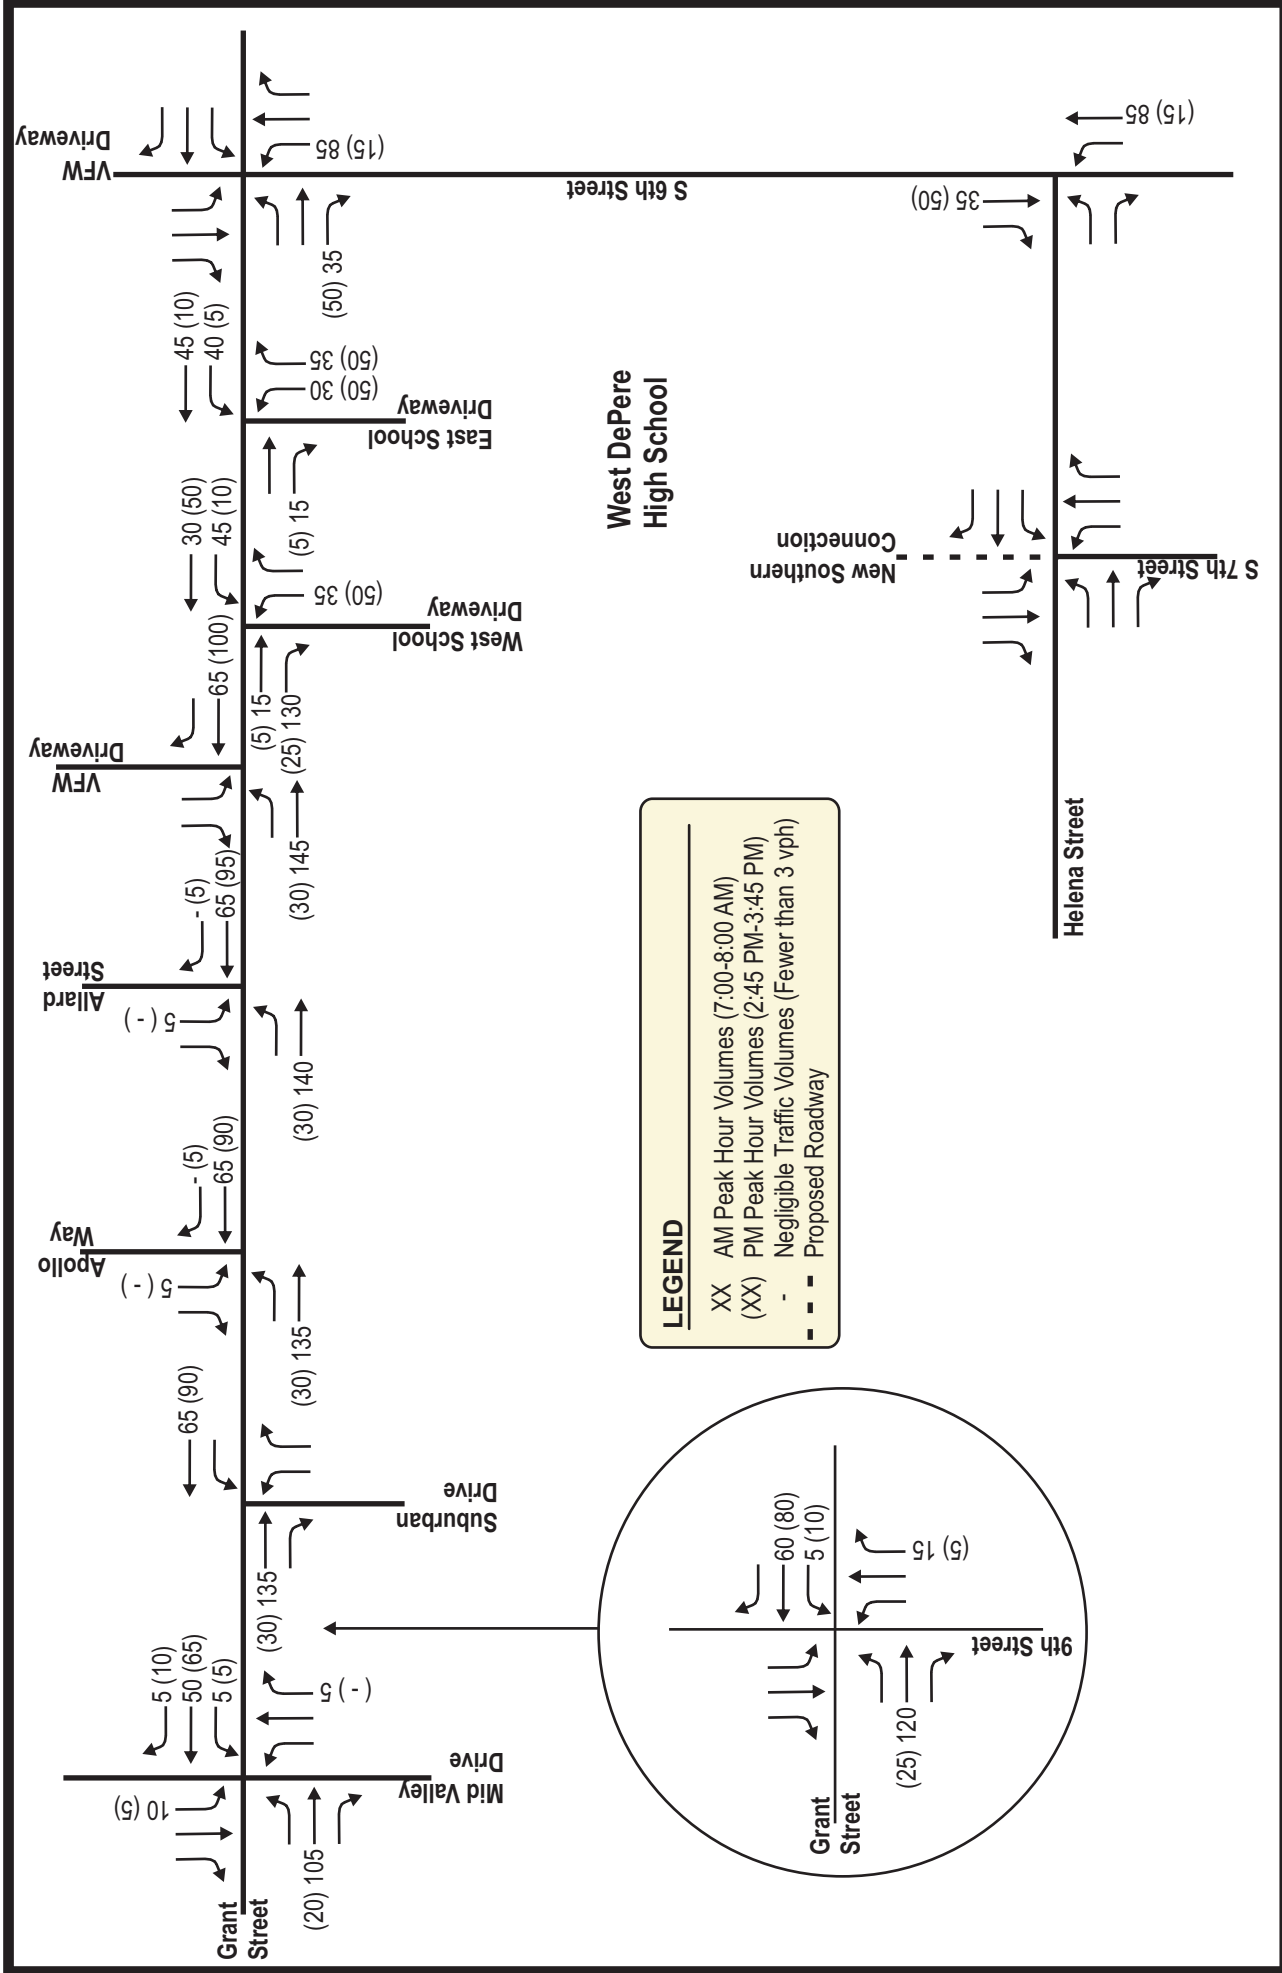 Grant
Street
10 (5)
5 (10)
50 (65)
5 (5)
(20) 105
( - ) 5
Mid Valley
Drive
(30) 135
65 (90)
Suburban
Drive
(30) 135
Apollo
Way
5 ( - )
- (5)
65 (90)
(30) 140
Allard
Street
5 ( - )
- (5)
65 (95)
(30) 145
VFW
Driveway
65 (100)
(5) 15
(25) 130
30 (50)
45 (10)
(50) 35
West School
Driveway
(5) 15
45 (10)
40 (5)
(50) 30
(50) 35
East School
Driveway
(50) 35
VFW
Driveway
(15) 85
S 6th Street
West DePere
High School
35 (50)
(15) 85
New Southern
Connection
S 7th Street
Helena Street
LEGEND
XX AM Peak Hour Volumes (7:00-8:00 AM)
(XX) PM Peak Hour Volumes (2:45 PM-3:45 PM)
- Negligible Traffic Volumes (Fewer than 3 vph)
Proposed Roadway
Grant
Street
60 (80)
5 (10)
(25) 120
(5) 15
9th Street